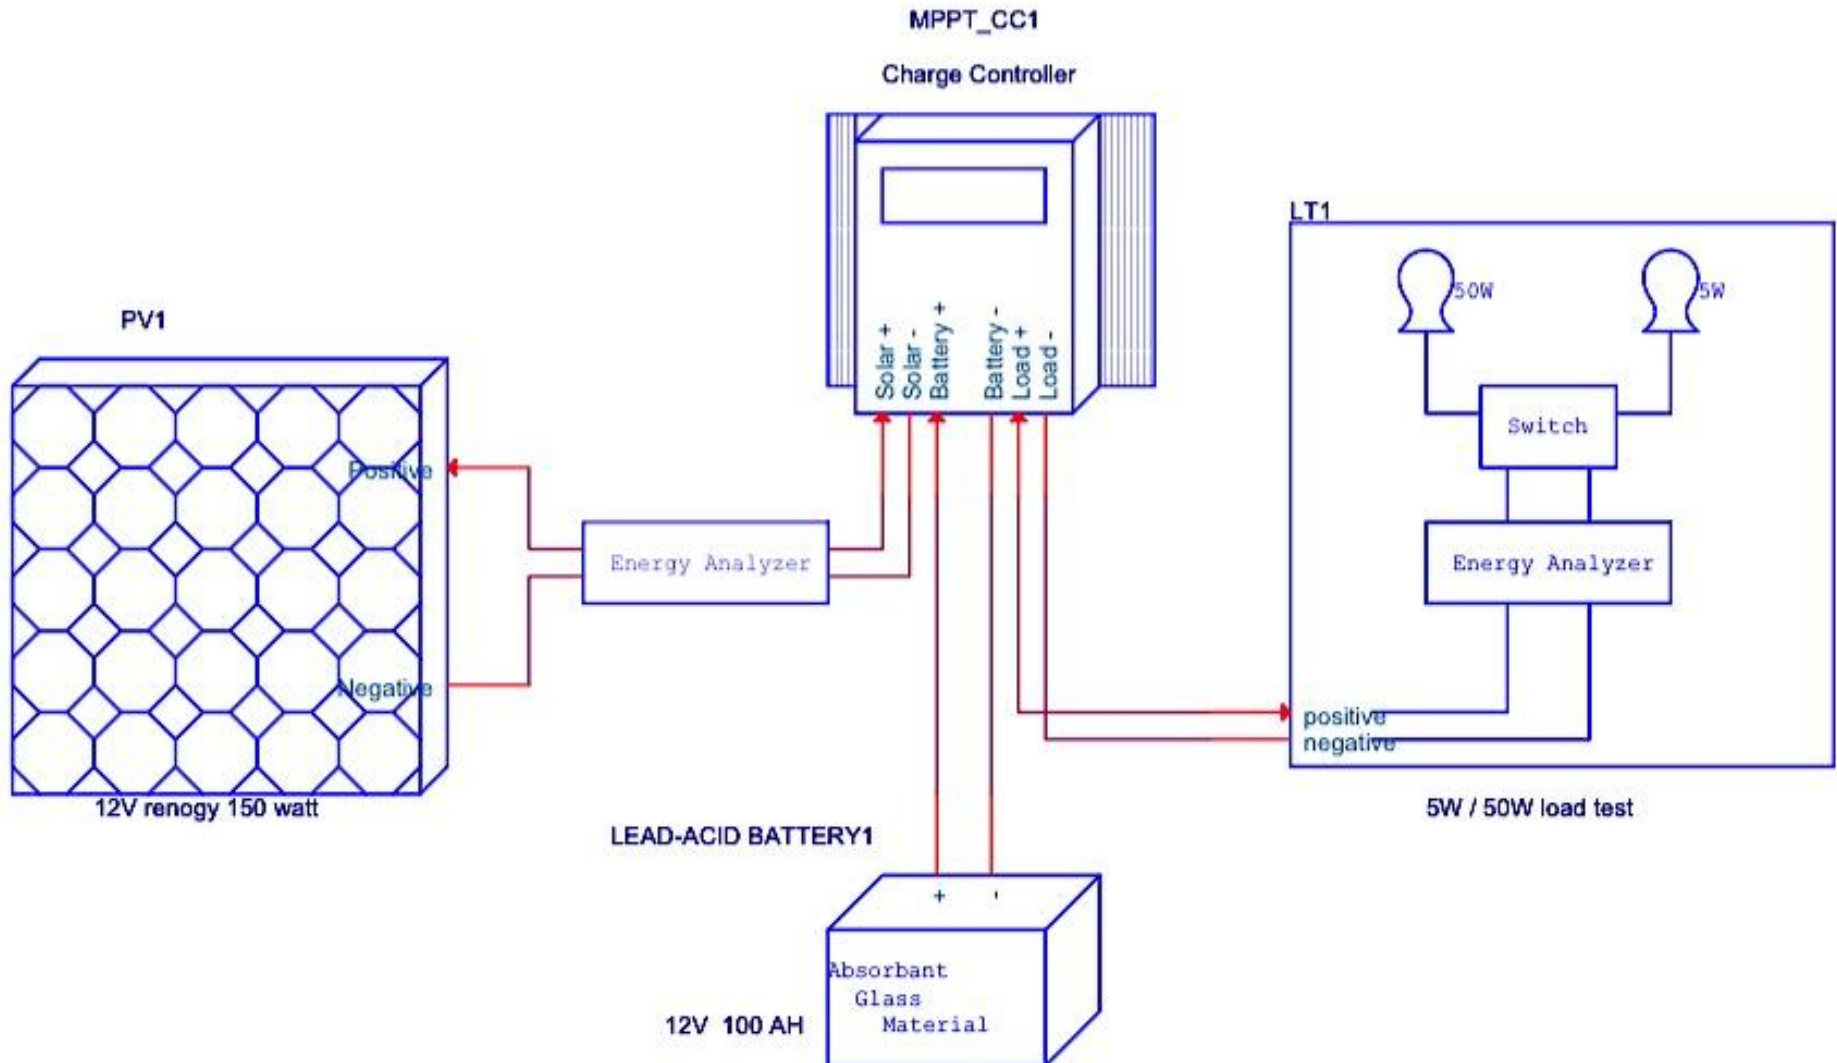 MPPT_CC1
Charge Controller
Solar +
Solar -
Battery +
Battery -
Load +
Load -
LT1
50W
5W
Switch
Energy Analyzer
positive
negative
5W / 50W load test
PV1
Positive
Negative
12V renogy 150 watt
Energy Analyzer
LEAD-ACID BATTERY1
+ -
Absorbant
Glass
Material
12V 100 AH